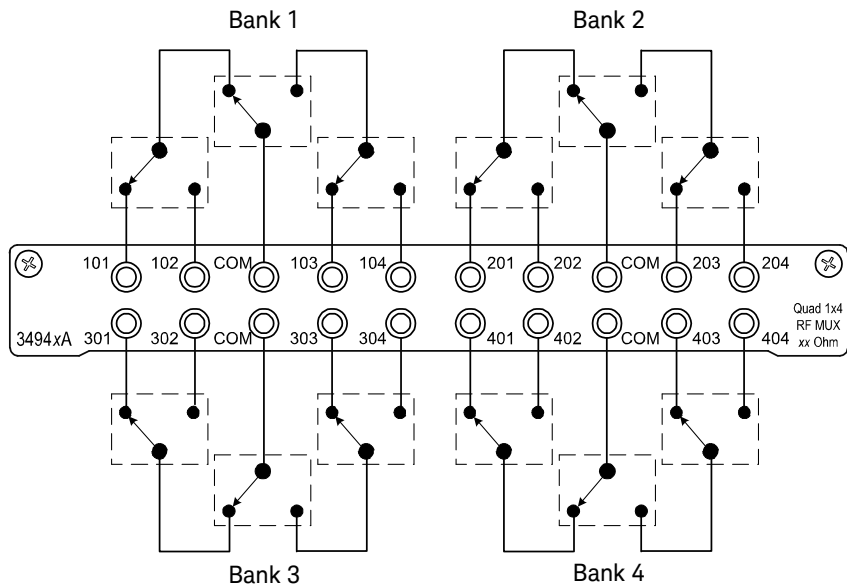 Bank 1
Bank 2
101 102 COM 103 104 201 202 COM 203 204
3494xA
301 302 COM 303 304 401 402 COM 403 404
Quad 1x4
RF MUX
xx Ohm
Bank 3
Bank 4